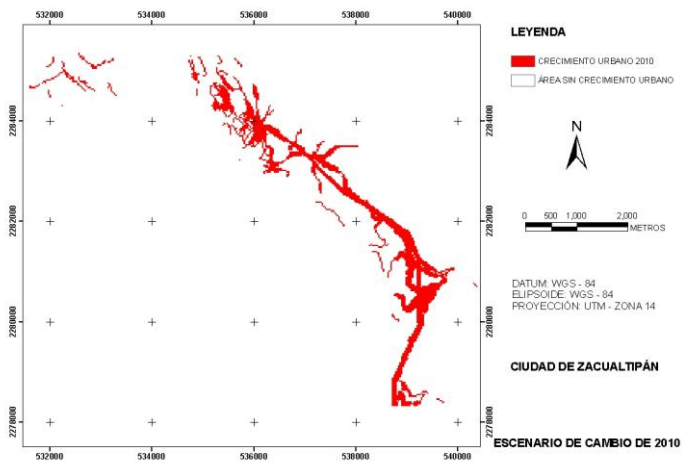 532000 534000 536000 538000 540000
2284000 2284000
2282000 2282000
2280000 2280000
2278000 2278000
532000 534000 536000 538000 540000
LEYENDA
CRECIMIENTO URBANO 2010
ÁREA SIN CRECIMIENTO URBANO
N
0 500 1,000 2,000
METROS
DATUM: WGS - 84
ELIPSOIDE: WGS - 84
PROYECCIÓN: UTM - ZONA 14
CIUDAD DE ZACUALTIPÁN
ESCENARIO DE CAMBIO DE 2010